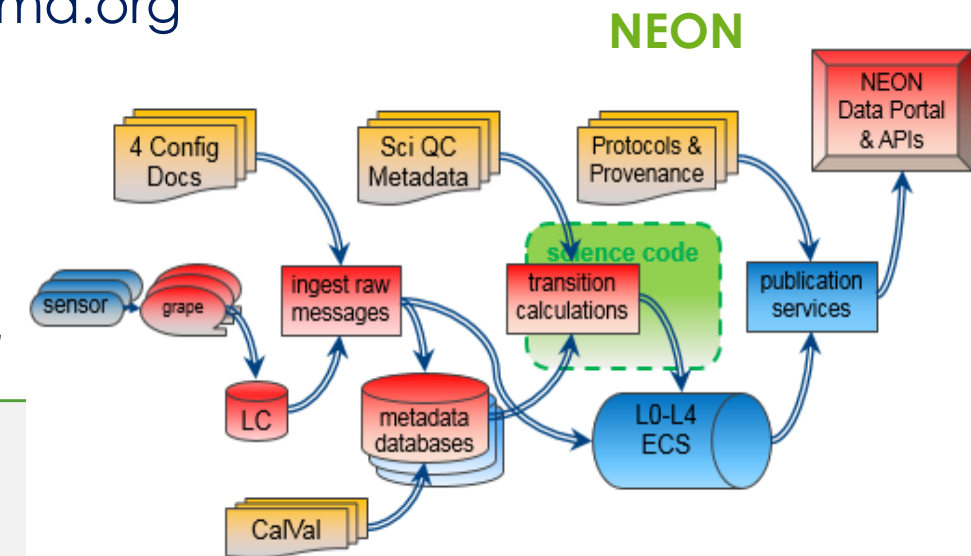 ma.org
NEON
NEON
Data Portal
& APIs
4 Config
Docs
Sci QC
Metadata
Protocols &
Provenance
science code
sensor
grape
ingest raw
messages
transition
calculations
publication
services
LC
metadata
databases
L0-L4
ECS
CalVal